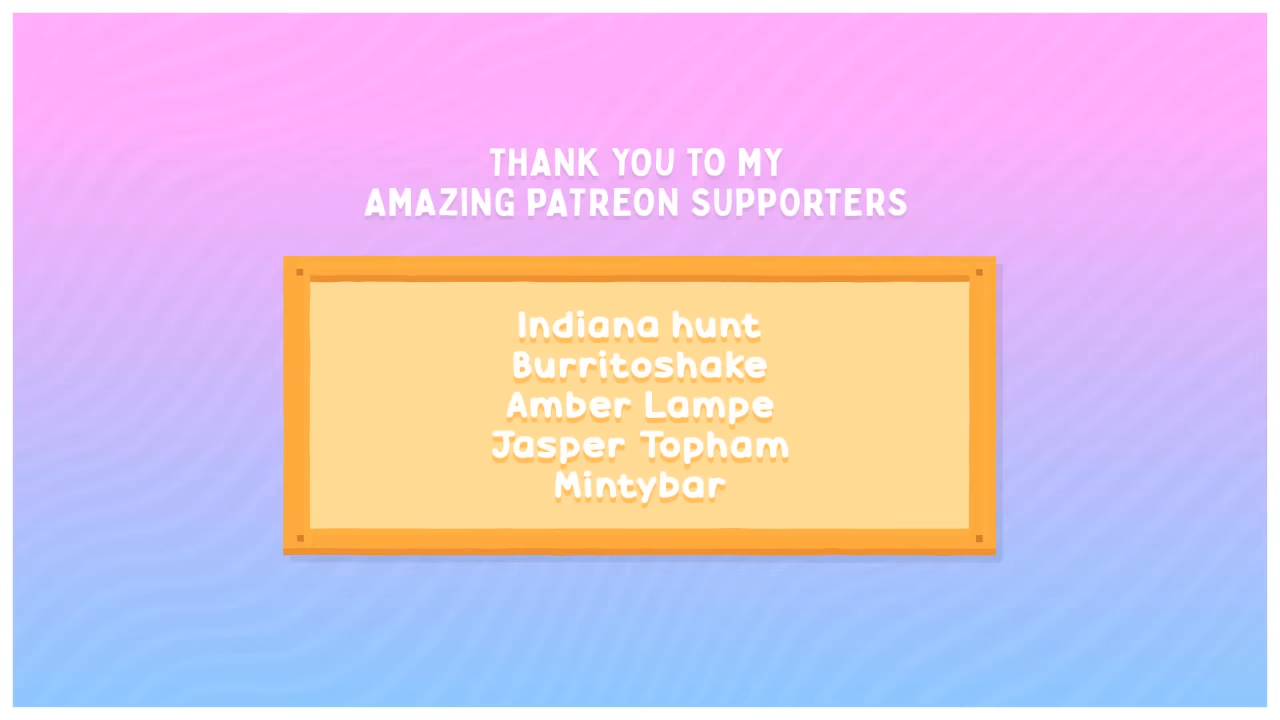 THANK YOU TO MY
AMAZING PATREON SUPPORTERS
Indiana hunt
Burritoshake
Amber Lampe
Jasper Topham
Mintybar